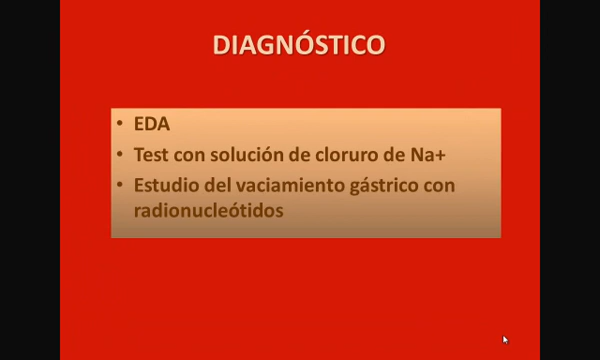 DIAGNÓSTICO
• EDA
• Test con solución de cloruro de Na+
• Estudio del vaciamiento gástrico con
radionucleótidos